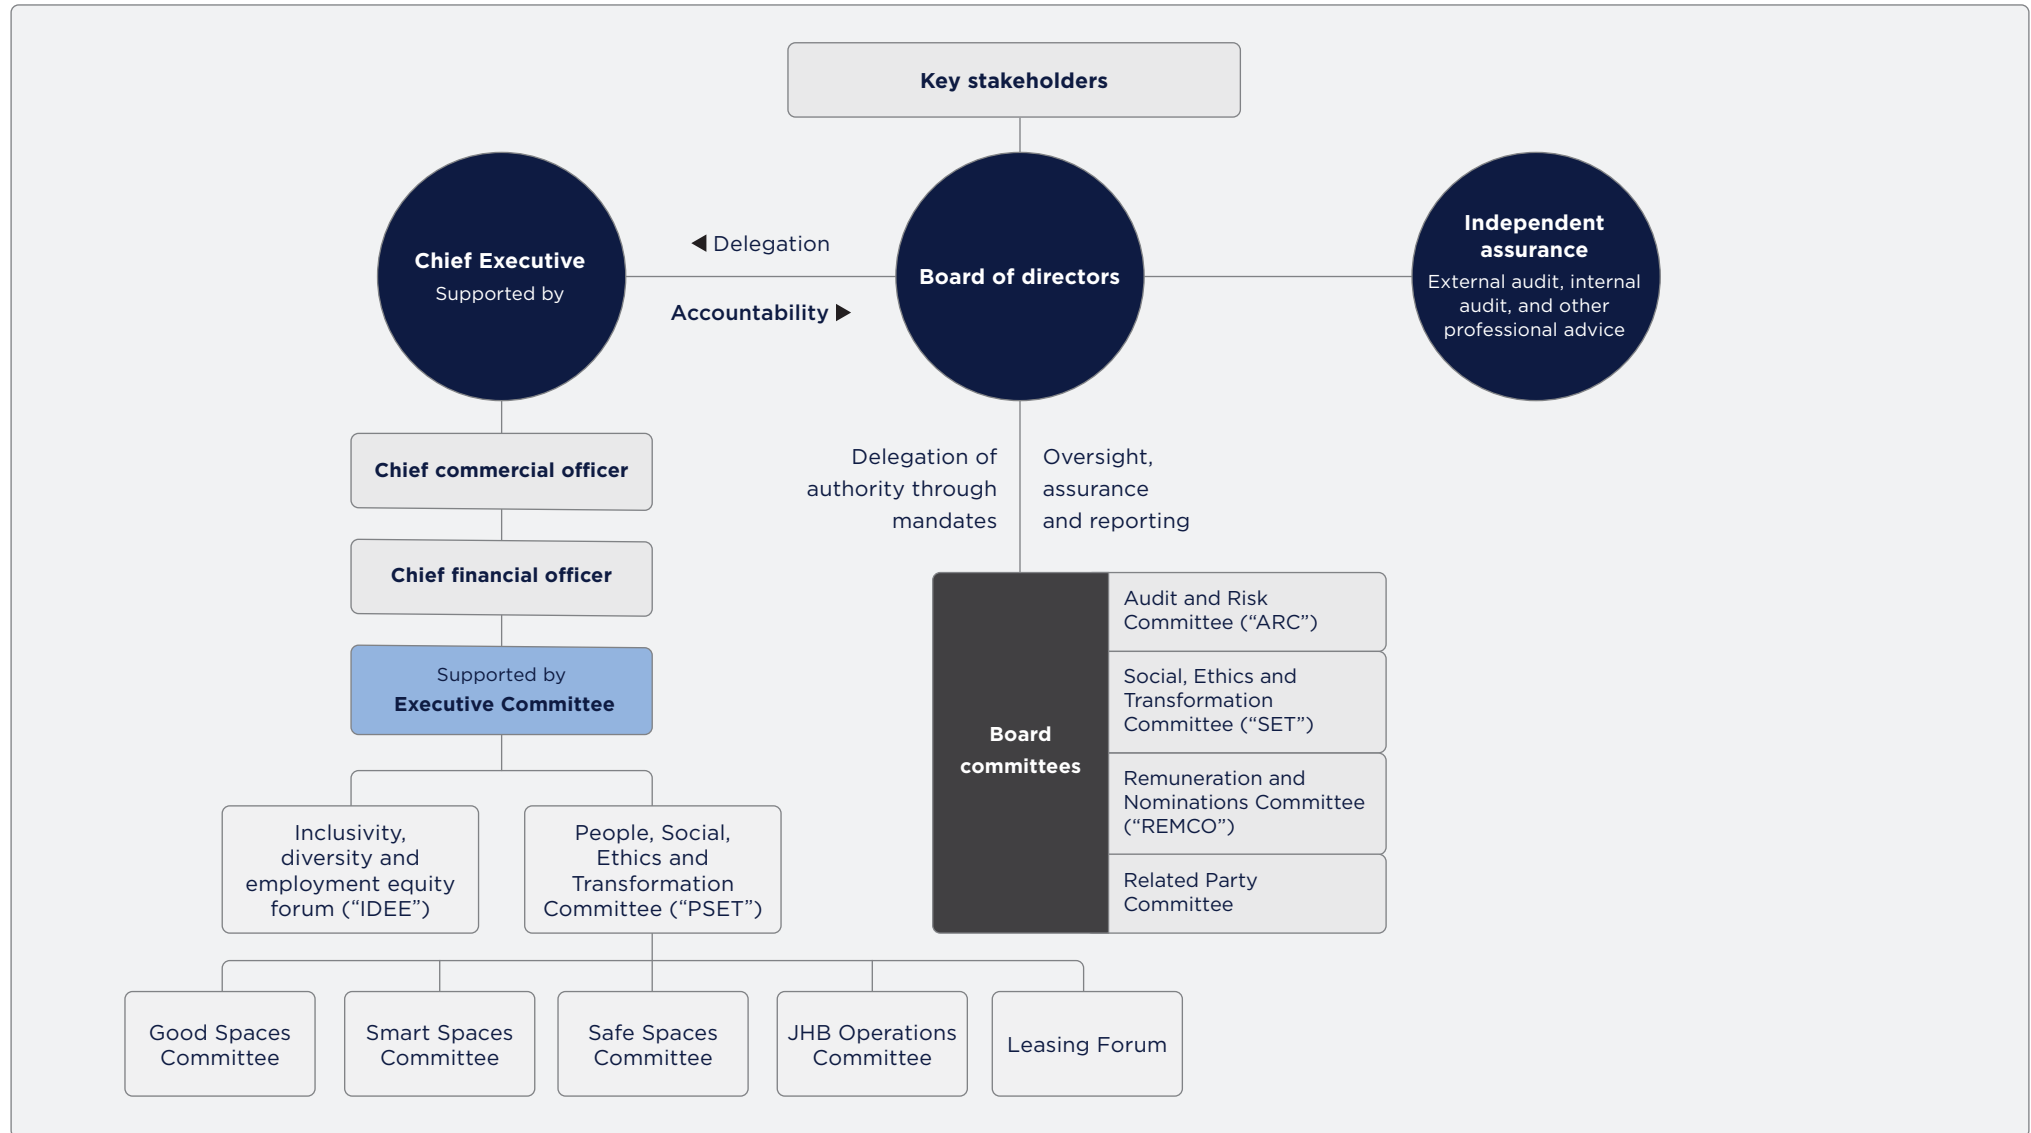 Key stakeholders
Chief Executive
Supported by
◀ Delegation
Accountability ▶
Board of directors
Independent
assurance
External audit, internal
audit, and other
professional advice
Chief commercial officer
Chief financial officer
Supported by
Executive Committee
Delegation of
authority through
mandates
Oversight,
assurance
and reporting
Board
committees
Audit and Risk
Committee (“ARC”)
Social, Ethics and
Transformation
Committee (“SET”)
Remuneration and
Nominations Committee
(“REMCO”)
Related Party
Committee
Inclusivity,
diversity and
employment equity
forum (“IDEE”)
People, Social,
Ethics and
Transformation
Committee (“PSET”)
Good Spaces
Committee
Smart Spaces
Committee
Safe Spaces
Committee
JHB Operations
Committee
Leasing Forum